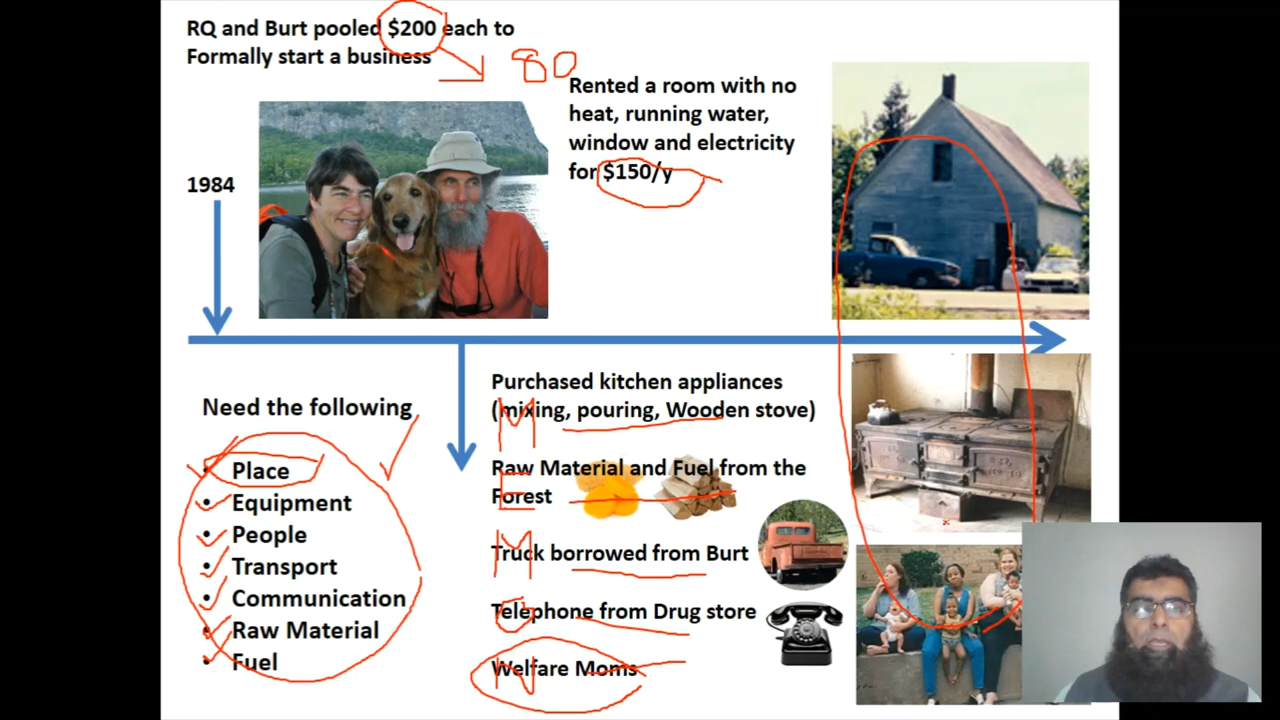 RQ and Burt pooled $200 each to
Formally start a business
80
Rented a room with no
heat, running water,
window and electricity
for $150/y
1984
Need the following
• Place
• Equipment
• People
• Transport
• Communication
• Raw Material
• Fuel
Purchased kitchen appliances
(mixing, pouring, Wooden stove)
M
Raw Material and Fuel from the
Forest
E
Truck borrowed from Burt
M
Telephone from Drug store
Welfare Moms
N